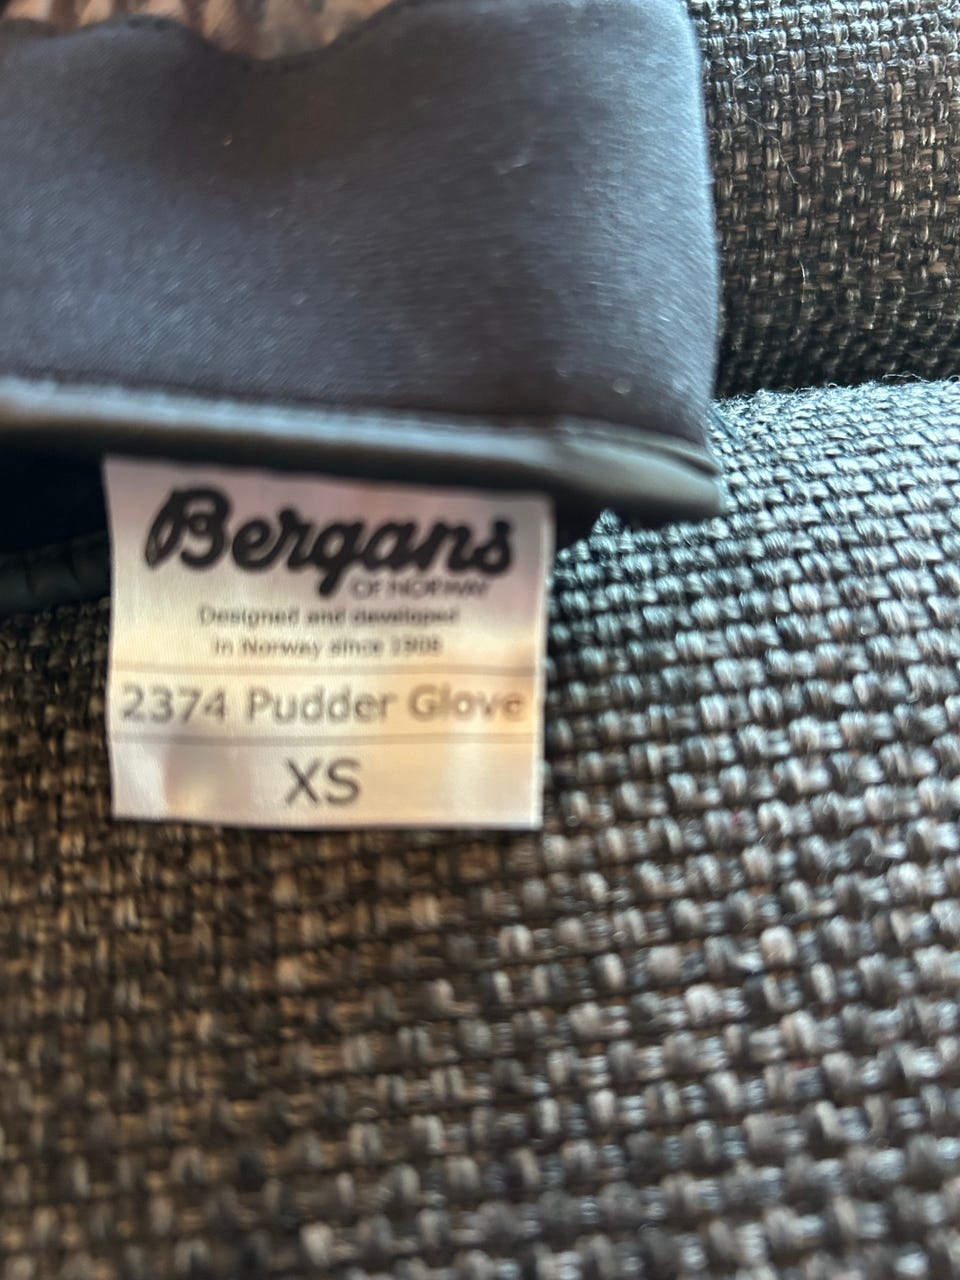 Bergans
OF NORWAY
Designed and developed
in Norway since 1908
2374 Pudder Glove
XS